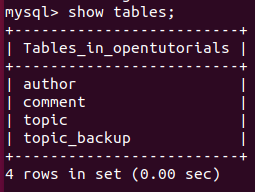 mysql> show tables;
+-------------------------+
| Tables_in_opentutorials |
+-------------------------+
| author                  |
| comment                 |
| topic                   |
| topic_backup            |
+-------------------------+
4 rows in set (0.00 sec)